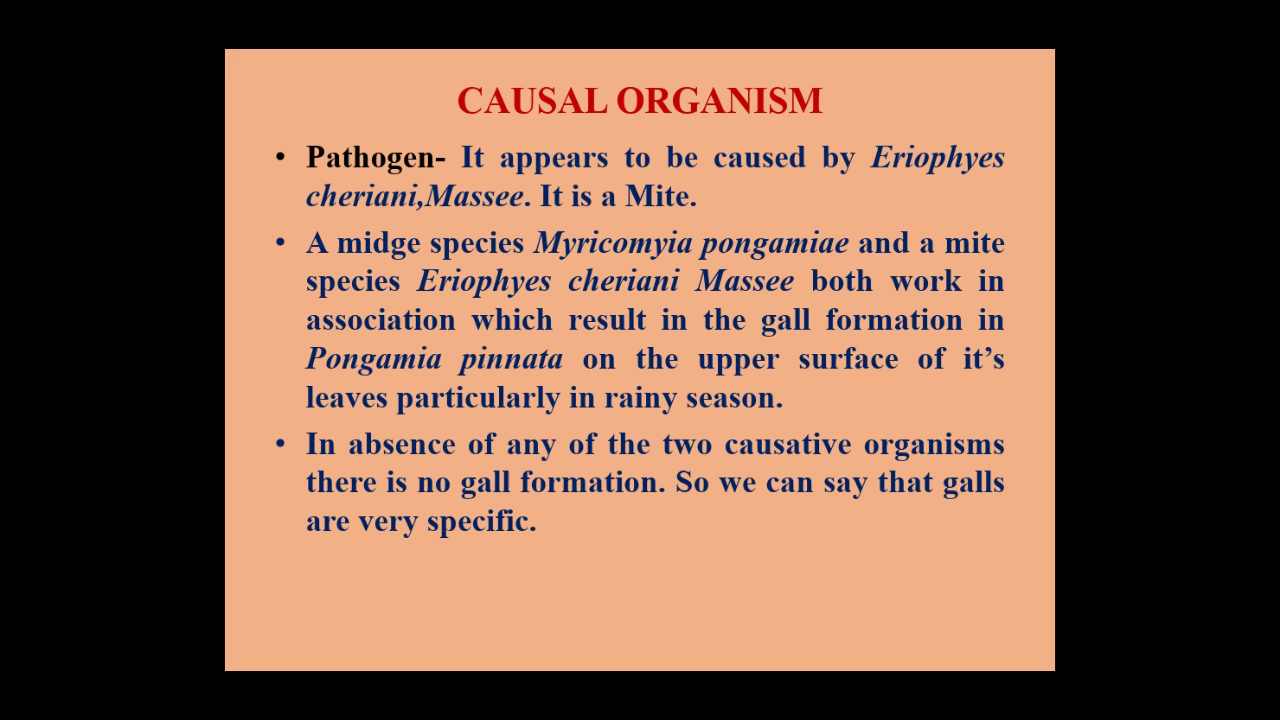 CAUSAL ORGANISM
• Pathogen- It appears to be caused by Eriophyes
cheriani,Massee. It is a Mite.
• A midge species Myricomyia pongamiae and a mite
species Eriophyes cheriani Massee both work in
association which result in the gall formation in
Pongamia pinnata on the upper surface of it’s
leaves particularly in rainy season.
• In absence of any of the two causative organisms
there is no gall formation. So we can say that galls
are very specific.